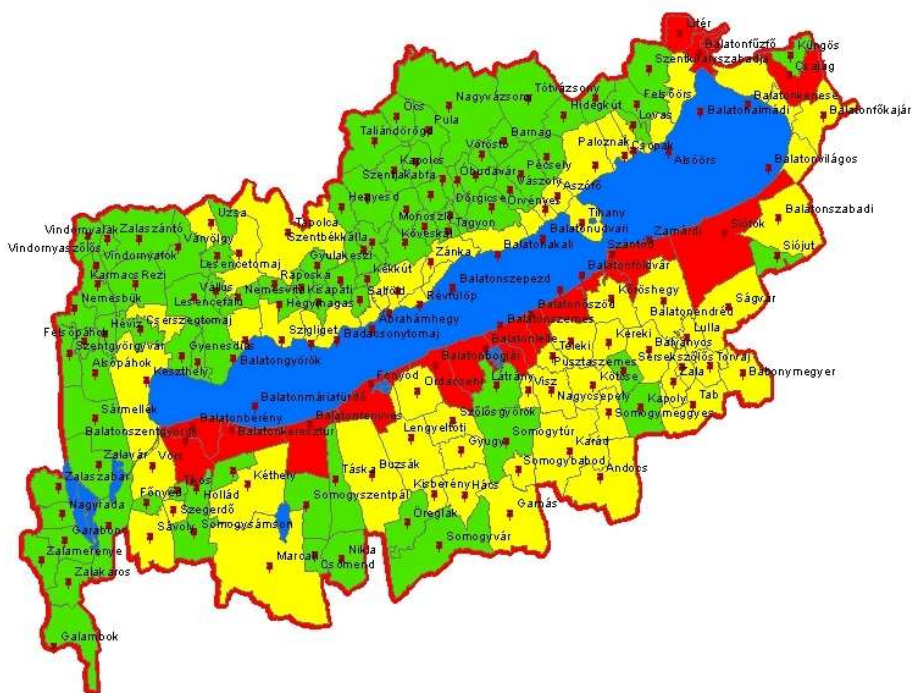 Litér
Balatonfűzfő
Szentkirályszabadja
Küngös
Csajág
Balatonkenese
Balatonfőkajár
Balatonalmádi
Tótvázsony
Hidegkút
Felsőörs
Lovas
Nagyvázsony
Öcs
Pula
Taliándörögd
Barnag
Vöröstó
Paloznak
Csopak
Alsóörs
Balatonvilágos
Kapolcs
Szentjakabfa
Óbudavár
Pécsely
Vászoly
Aszófő
Hegyesd
Dörgicse
Örvényes
Monoszló
Tagyon
Tihany
Balatonudvari
Balatonszabadi
Uzsa
Tapolca
Szentbékkálla
Köveskál
Balatonakali
Szántód
Zamárdi
Siófok
Siójut
Vindornyalak
Zalaszántó
Várvölgy
Vindornyaszőlős
Vindornyafok
Lesencetomaj
Gyulakeszi
Kékkút
Zánka
Balatonföldvár
Karmacs
Rezi
Vállus
Raposka
Nemesvita
Kisapáti
Salföld
Balatonszepezd
Kőröshegy
Ságvár
Nemesbük
Lesencefalu
Hegymagas
Révfülöp
Balatonőszöd
Balatonendréd
Hévíz
Cserszegtomaj
Szigliget
Ábrahámhegy
Balatonszemes
Lulla
Felsőpáhok
Szentgyörgyvár
Gyenesdiás
Badacsonytomaj
Teleki
Kereki
Bálványos
Alsópáhok
Balatongyörök
Balatonlelle
Balatonboglár
Pusztaszemes
Sérsekszőlős
Torvaj
Keszthely
Fonyód
Ordacsehi
Látrány
Visz
Kötcse
Zala
Bábonymegyer
Balatonmáriafürdő
Nagycsepely
Kapoly
Tab
Sármellék
Balatonberény
Balatonfenyves
Szőlősgyörök
Somogymeggyes
Balatonszentgyörgy
Balatonkeresztúr
Lengyeltóti
Somogytúr
Karád
Vörs
Gyugy
Zalavár
Táska
Buzsák
Somogybabod
Andocs
Zalaszabar
Tikos
Kéthely
Kisberény
Hács
Főnyed
Hollád
Nagyrada
Szegerdő
Somogyszentpál
Gamás
Garabonc
Sávoly
Somogysámson
Öreglak
Zalamerenye
Somogyvár
Marcali
Nikla
Csömend
Zalakaros
Galambok